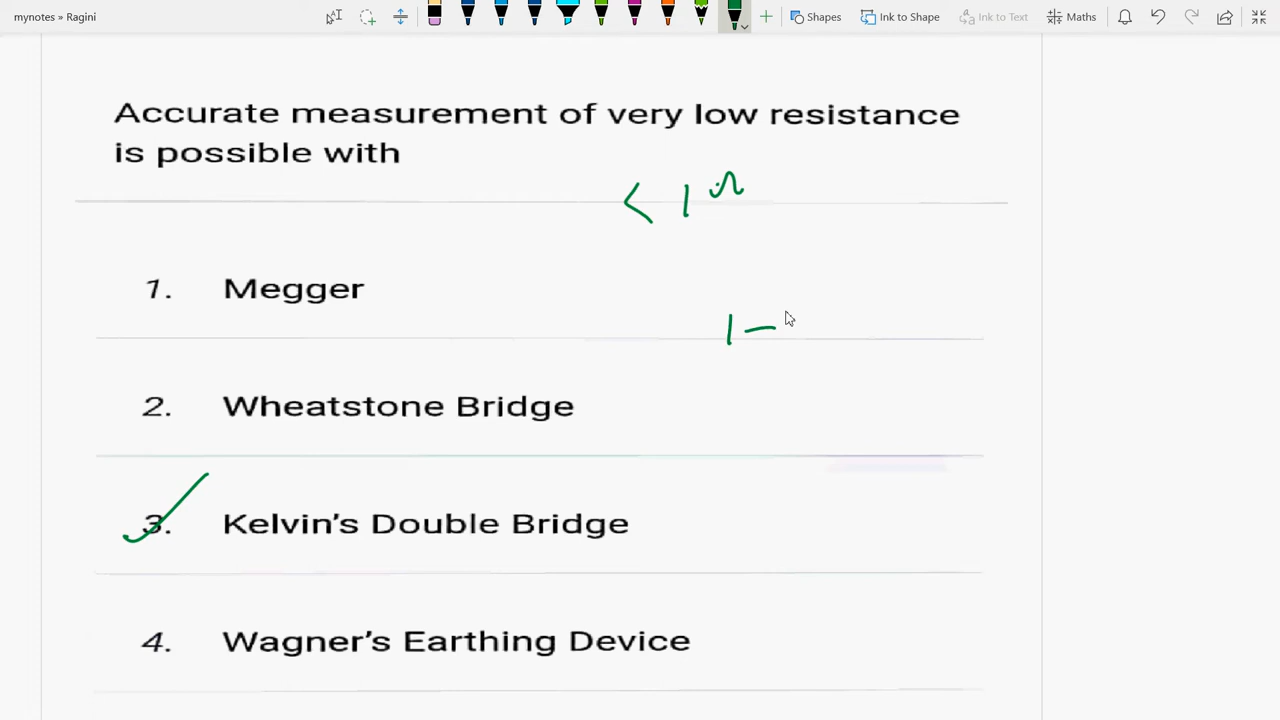 mynotes » Ragini
Shapes
Ink to Shape
Ink to Text
Maths
Accurate measurement of very low resistance
is possible with
< 1 Ω
1. Megger
1 –
2. Wheatstone Bridge
3. Kelvin's Double Bridge
4. Wagner's Earthing Device